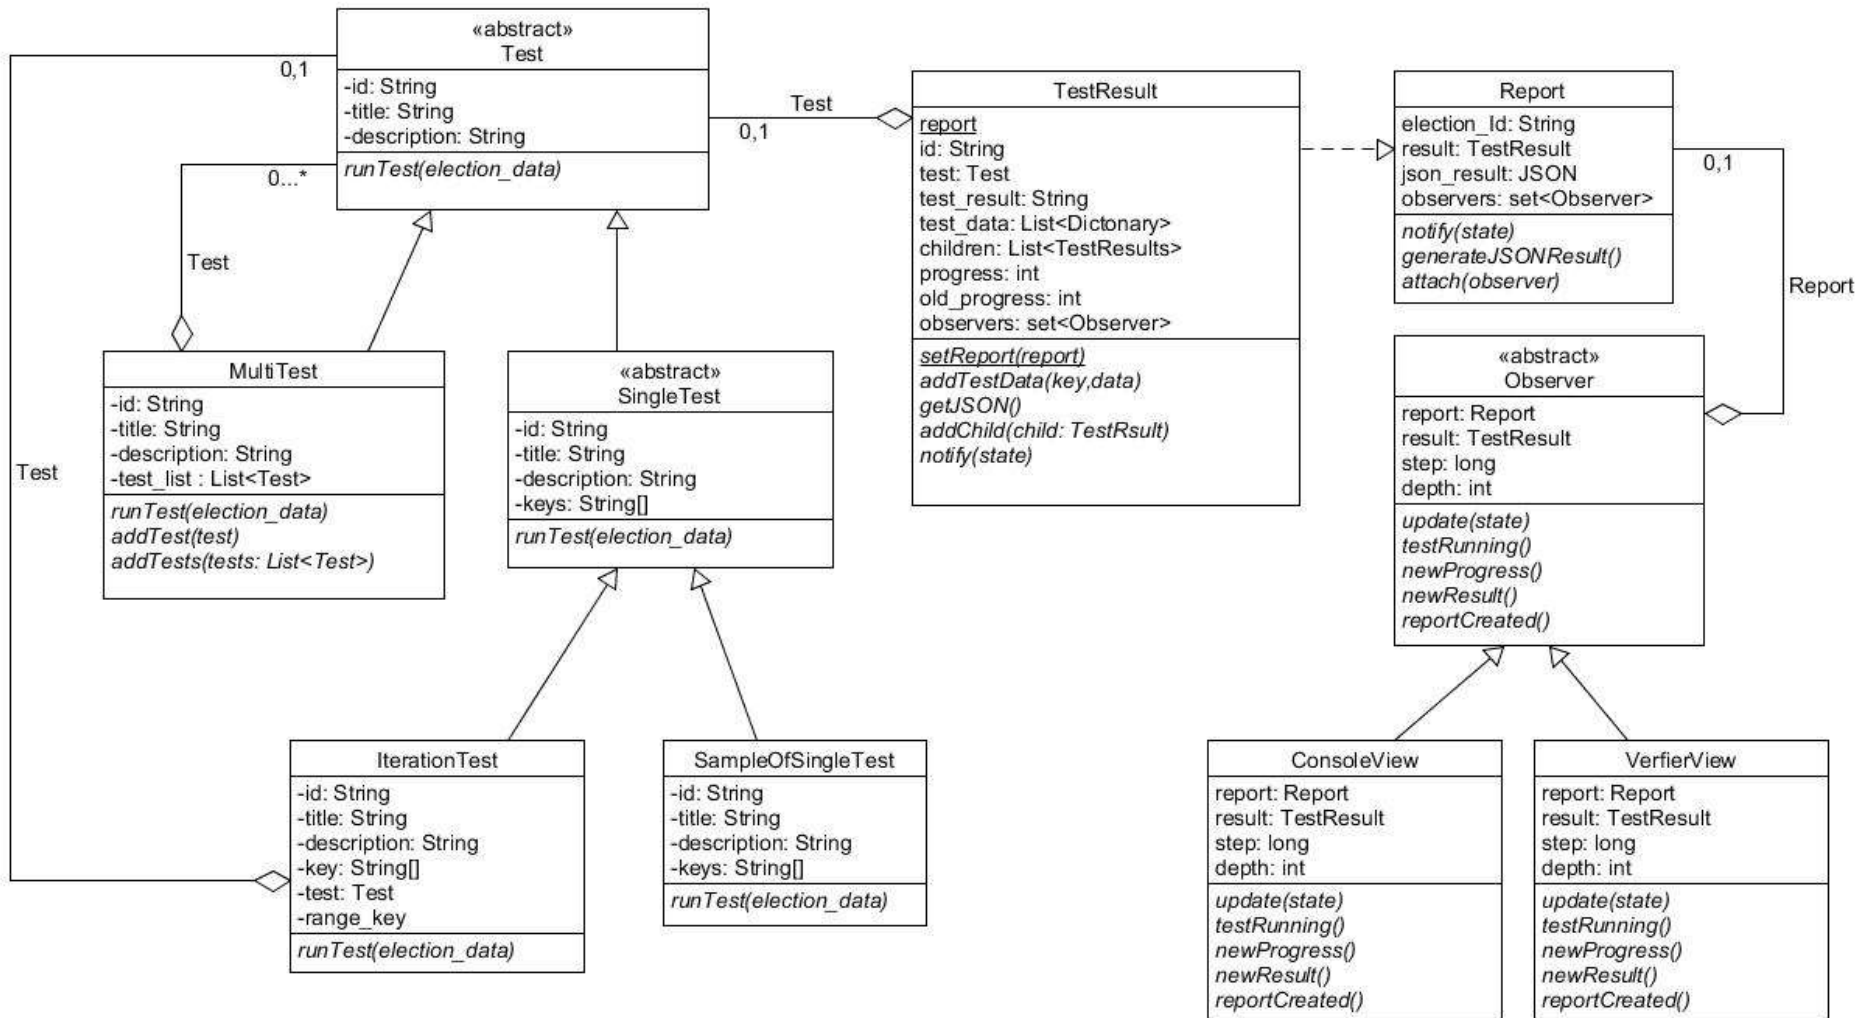 «abstract»
Test
-id: String
-title: String
-description: String
runTest(election_data)
0,1
0...*
Test
Test
Test
0,1
MultiTest
-id: String
-title: String
-description: String
-test_list : List<Test>
runTest(election_data)
addTest(test)
addTests(tests: List<Test>)
«abstract»
SingleTest
-id: String
-title: String
-description: String
-keys: String[]
runTest(election_data)
IterationTest
-id: String
-title: String
-description: String
-key: String[]
-test: Test
-range_key
runTest(election_data)
SampleOfSingleTest
-id: String
-title: String
-description: String
-keys: String[]
runTest(election_data)
TestResult
report
id: String
test: Test
test_result: String
test_data: List<Dictonary>
children: List<TestResults>
progress: int
old_progress: int
observers: set<Observer>
setReport(report)
addTestData(key,data)
getJSON()
addChild(child: TestRsult)
notify(state)
Report
election_Id: String
result: TestResult
json_result: JSON
observers: set<Observer>
notify(state)
generateJSONResult()
attach(observer)
0,1
Report
«abstract»
Observer
report: Report
result: TestResult
step: long
depth: int
update(state)
testRunning()
newProgress()
newResult()
reportCreated()
ConsoleView
report: Report
result: TestResult
step: long
depth: int
update(state)
testRunning()
newProgress()
newResult()
reportCreated()
VerfierView
report: Report
result: TestResult
step: long
depth: int
update(state)
testRunning()
newProgress()
newResult()
reportCreated()